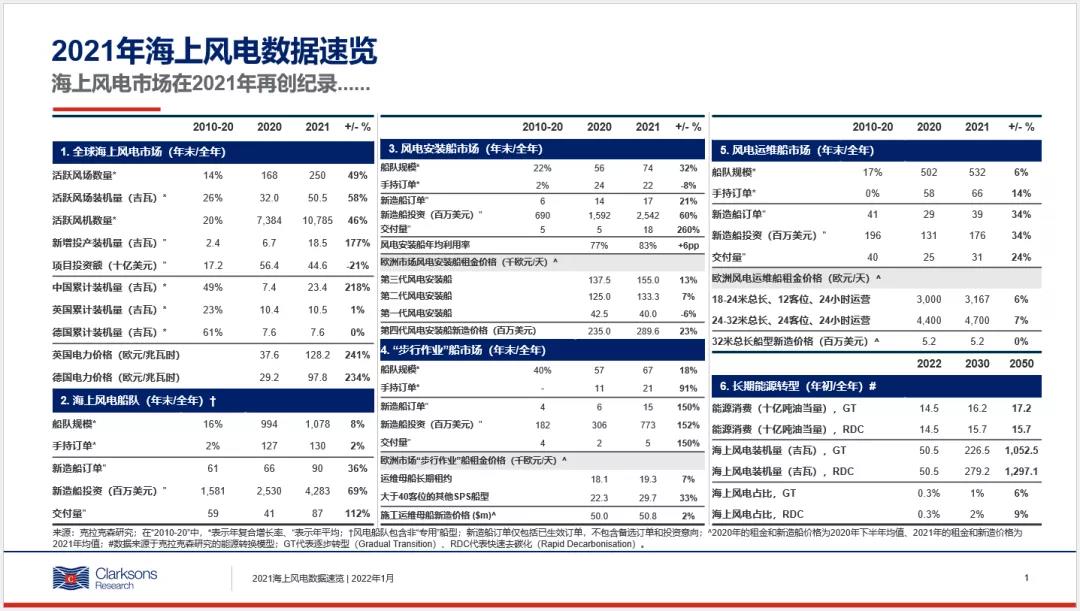 2021年海上风电数据速览
海上风电市场在2021年再创纪录......
2010-20 2020 2021 +/- %
1. 全球海上风电市场（年末/全年）
活跃风场数量* 14% 168 250 49%
活跃风场装机量（吉瓦）* 26% 32.0 50.5 58%
活跃风机数量* 20% 7,384 10,785 46%
新增投产装机量（吉瓦）" 2.4 6.7 18.5 177%
项目投资额（十亿美元）" 17.2 56.4 44.6 -21%
中国累计装机量（吉瓦）* 49% 7.4 23.4 218%
英国累计装机量（吉瓦）* 23% 10.4 10.5 1%
德国累计装机量（吉瓦）* 61% 7.6 7.6 0%
英国电力价格（欧元/兆瓦时） 37.6 128.2 241%
德国电力价格（欧元/兆瓦时） 29.2 97.8 234%
2. 海上风电船队（年末/全年）†
船队规模* 16% 994 1,078 8%
手持订单* 2% 127 130 2%
新造船订单" 61 66 90 36%
新造船投资（百万美元）" 1,581 2,530 4,283 69%
交付量" 59 41 87 112%
2010-20 2020 2021 +/- %
3. 风电安装船市场（年末/全年）
船队规模* 22% 56 74 32%
手持订单* 2% 24 22 -8%
新造船订单" 6 14 17 21%
新造船投资（百万美元）" 690 1,592 2,542 60%
交付量" 5 5 18 260%
风电安装船年均利用率 77% 83% +6pp
欧洲市场风电安装船租金价格（千欧元/天）^
第三代风电安装船 137.5 155.0 13%
第二代风电安装船 125.0 133.3 7%
第一代风电安装船 42.5 40.0 -6%
第四代风电安装船新造价格（百万美元） 235.0 289.6 23%
4. “步行作业”船市场（年末/全年）
船队规模* 40% 57 67 18%
手持订单* - 11 21 91%
新造船订单" 4 6 15 150%
新造船投资（百万美元）" 182 306 773 152%
交付量" 4 2 5 150%
欧洲市场“步行作业”船租金价格（千欧元/天）^
运维母船长期租约 18.1 19.3 7%
大于40客位的其他SPS船型 22.3 29.7 33%
施工运维母船新造价格 ($m)^ 50.0 50.8 2%
2010-20 2020 2021 +/- %
5. 风电运维船市场（年末/全年）
船队规模* 17% 502 532 6%
手持订单* 0% 58 66 14%
新造船订单" 41 29 39 34%
新造船投资（百万美元）" 196 131 176 34%
交付量" 40 25 31 24%
欧洲风电运维船租金价格（欧元/天）^
18-24米总长、12客位、24小时运营 3,000 3,167 6%
24-32米总长、24客位、24小时运营 4,400 4,700 7%
32米总长船型新造价格（百万美元）^ 5.2 5.2 0%
2022 2030 2050
6. 长期能源转型（年初/全年）#
能源消费（十亿吨油当量），GT 14.5 16.2 17.2
能源消费（十亿吨油当量），RDC 14.5 15.7 15.7
海上风电装机量（吉瓦），GT 50.5 226.5 1,052.5
海上风电装机量（吉瓦），RDC 50.5 279.2 1,297.1
海上风电占比，GT 0.3% 1% 6%
海上风电占比，RDC 0.3% 2% 9%
来源：克拉克森研究；在“2010-20”中，*表示年复合增长率、"表示年平均；†风电船队包含非“专用”船型；新造船订单仅包括已生效订单，不包含备选订单和投资意向；^2020年的租金和新造船价格为2020年下半年均值、2021年的租金和新造价格为
2021年均值；#数据来源于克拉克森研究的能源转换模型；GT代表逐步转型（Gradual Transition）、RDC代表快速去碳化（Rapid Decarbonisation）。
Clarksons
Research
2021海上风电数据速览 | 2022年1月
1